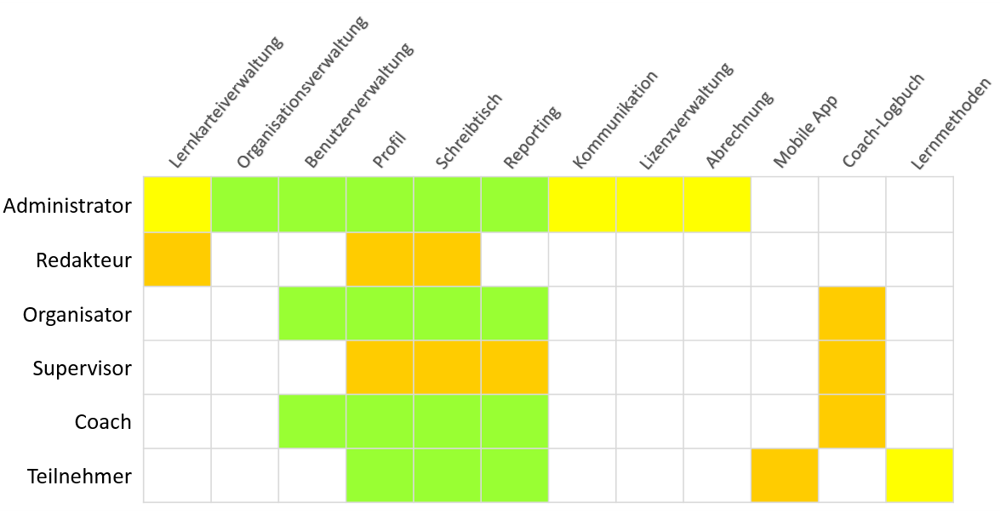 Lernkarteiverwaltung
Organisationsverwaltung
Benutzerverwaltung
Profil
Schreibtisch
Reporting
Kommunikation
Lizenzverwaltung
Abrechnung
Mobile App
Coach-Logbuch
Lernmethoden
Administrator
Redakteur
Organisator
Supervisor
Coach
Teilnehmer